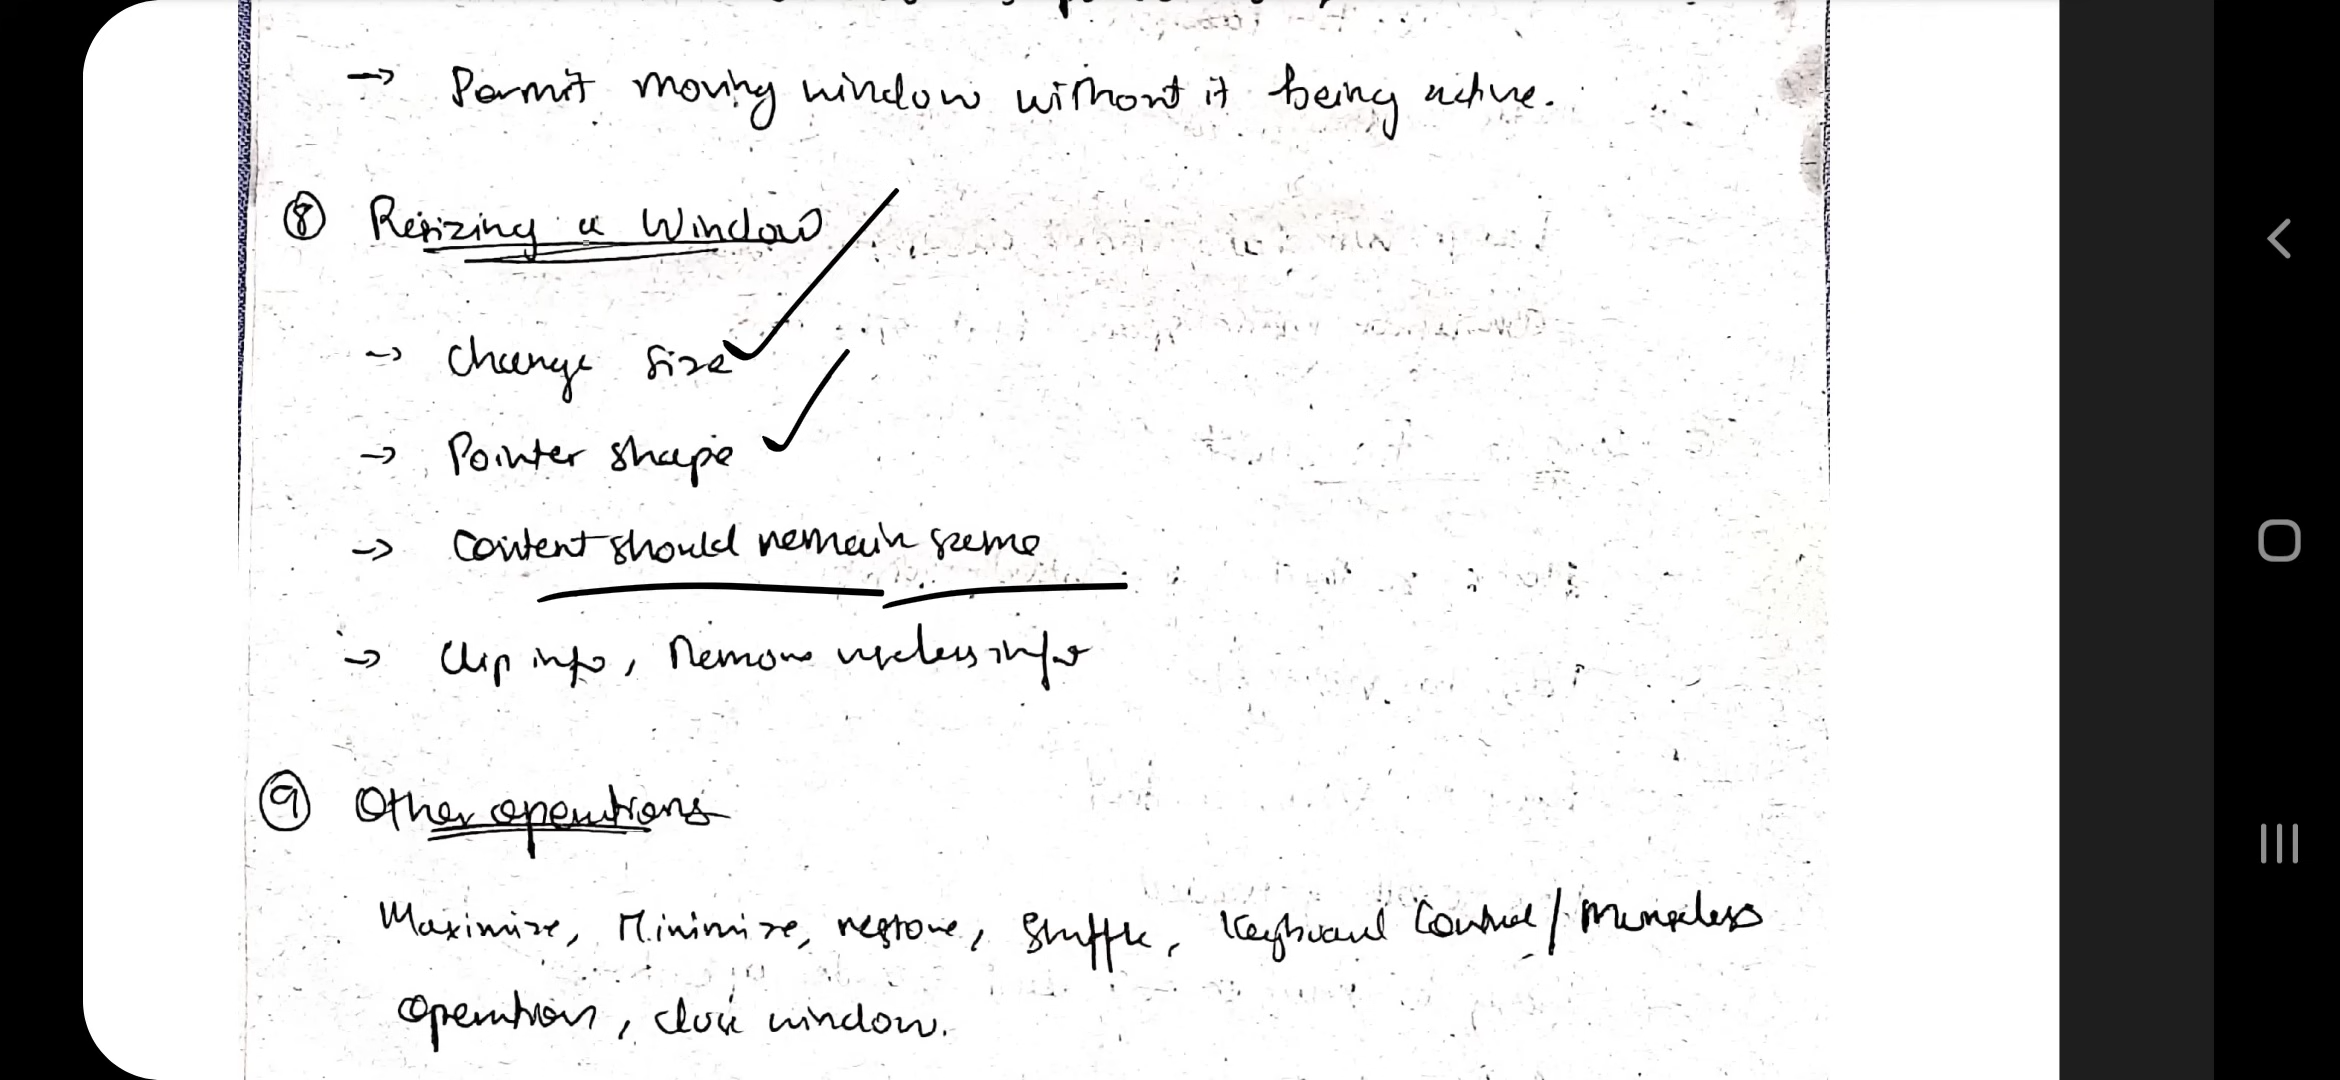 → Permit moving window without it being active.
⑧ Resizing a Window
→ Change Size
→ Pointer shape
→ Content should remain same
→ Clip info, Remove useless info
⑨ Other operations
Maximize, Minimize, restore, Shuffle, Keyboard Control / Mouseless
operations, close window.